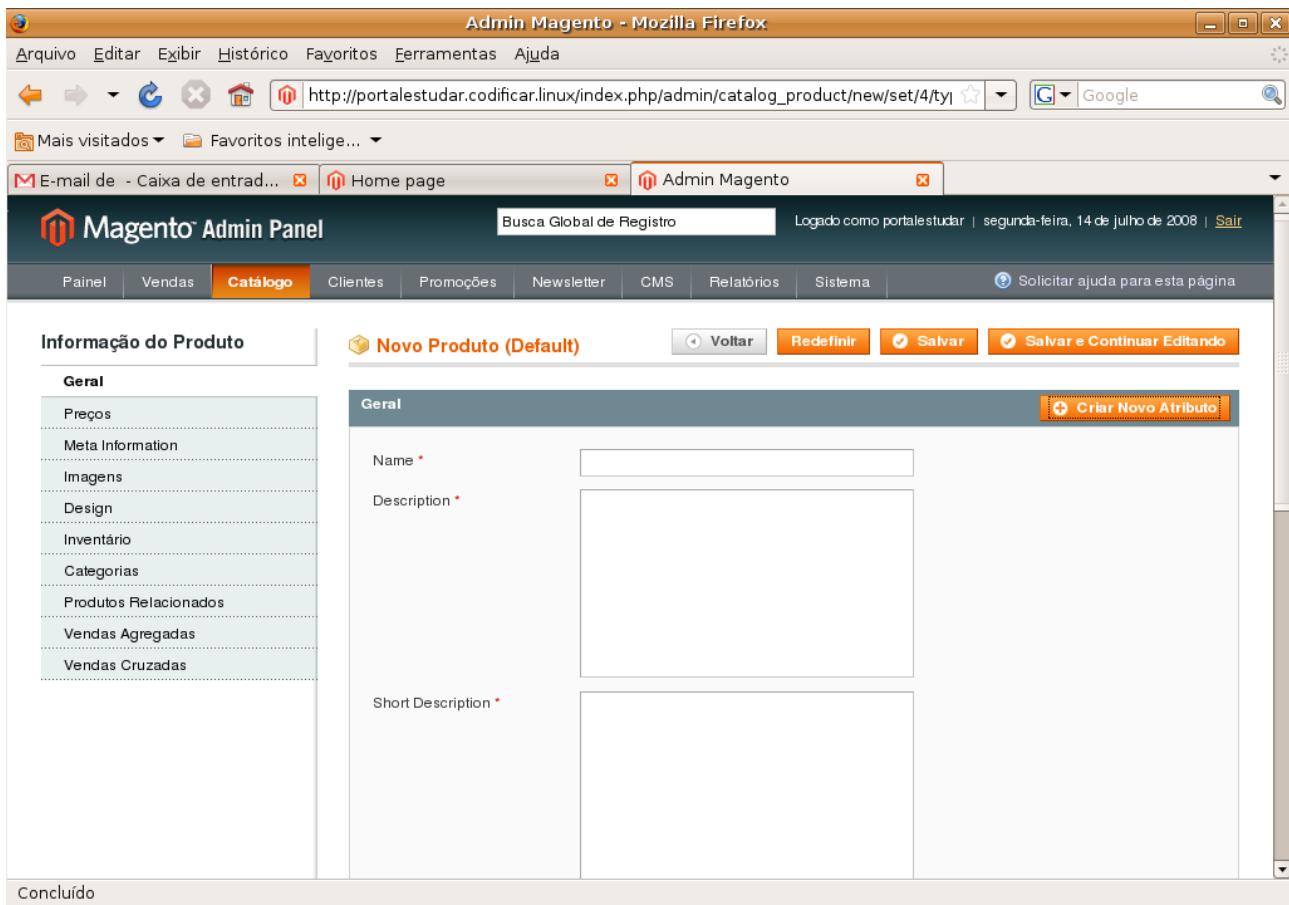 Admin Magento - Mozilla Firefox
Arquivo Editar Exibir Histórico Favoritos Ferramentas Ajuda
http://portalestudar.codificar.linux/index.php/admin/catalog_product/new/set/4/ty G Google
Mais visitados Favoritos intelige...
E-mail de - Caixa de entrad... Home page Admin Magento
Magento™ Admin Panel Busca Global de Registro Logado como portalestudar | segunda-feira, 14 de julho de 2008 | Sair
Painel Vendas Catálogo Clientes Promoções Newsletter CMS Relatórios Sistema Solicitar ajuda para esta página
Informação do Produto
Geral
Preços
Meta Information
Imagens
Design
Inventário
Categorias
Produtos Relacionados
Vendas Agregadas
Vendas Cruzadas
Novo Produto (Default) Voltar Redefinir Salvar Salvar e Continuar Editando
Geral Criar Novo Atributo
Name *
Description *
Short Description *
Concluído